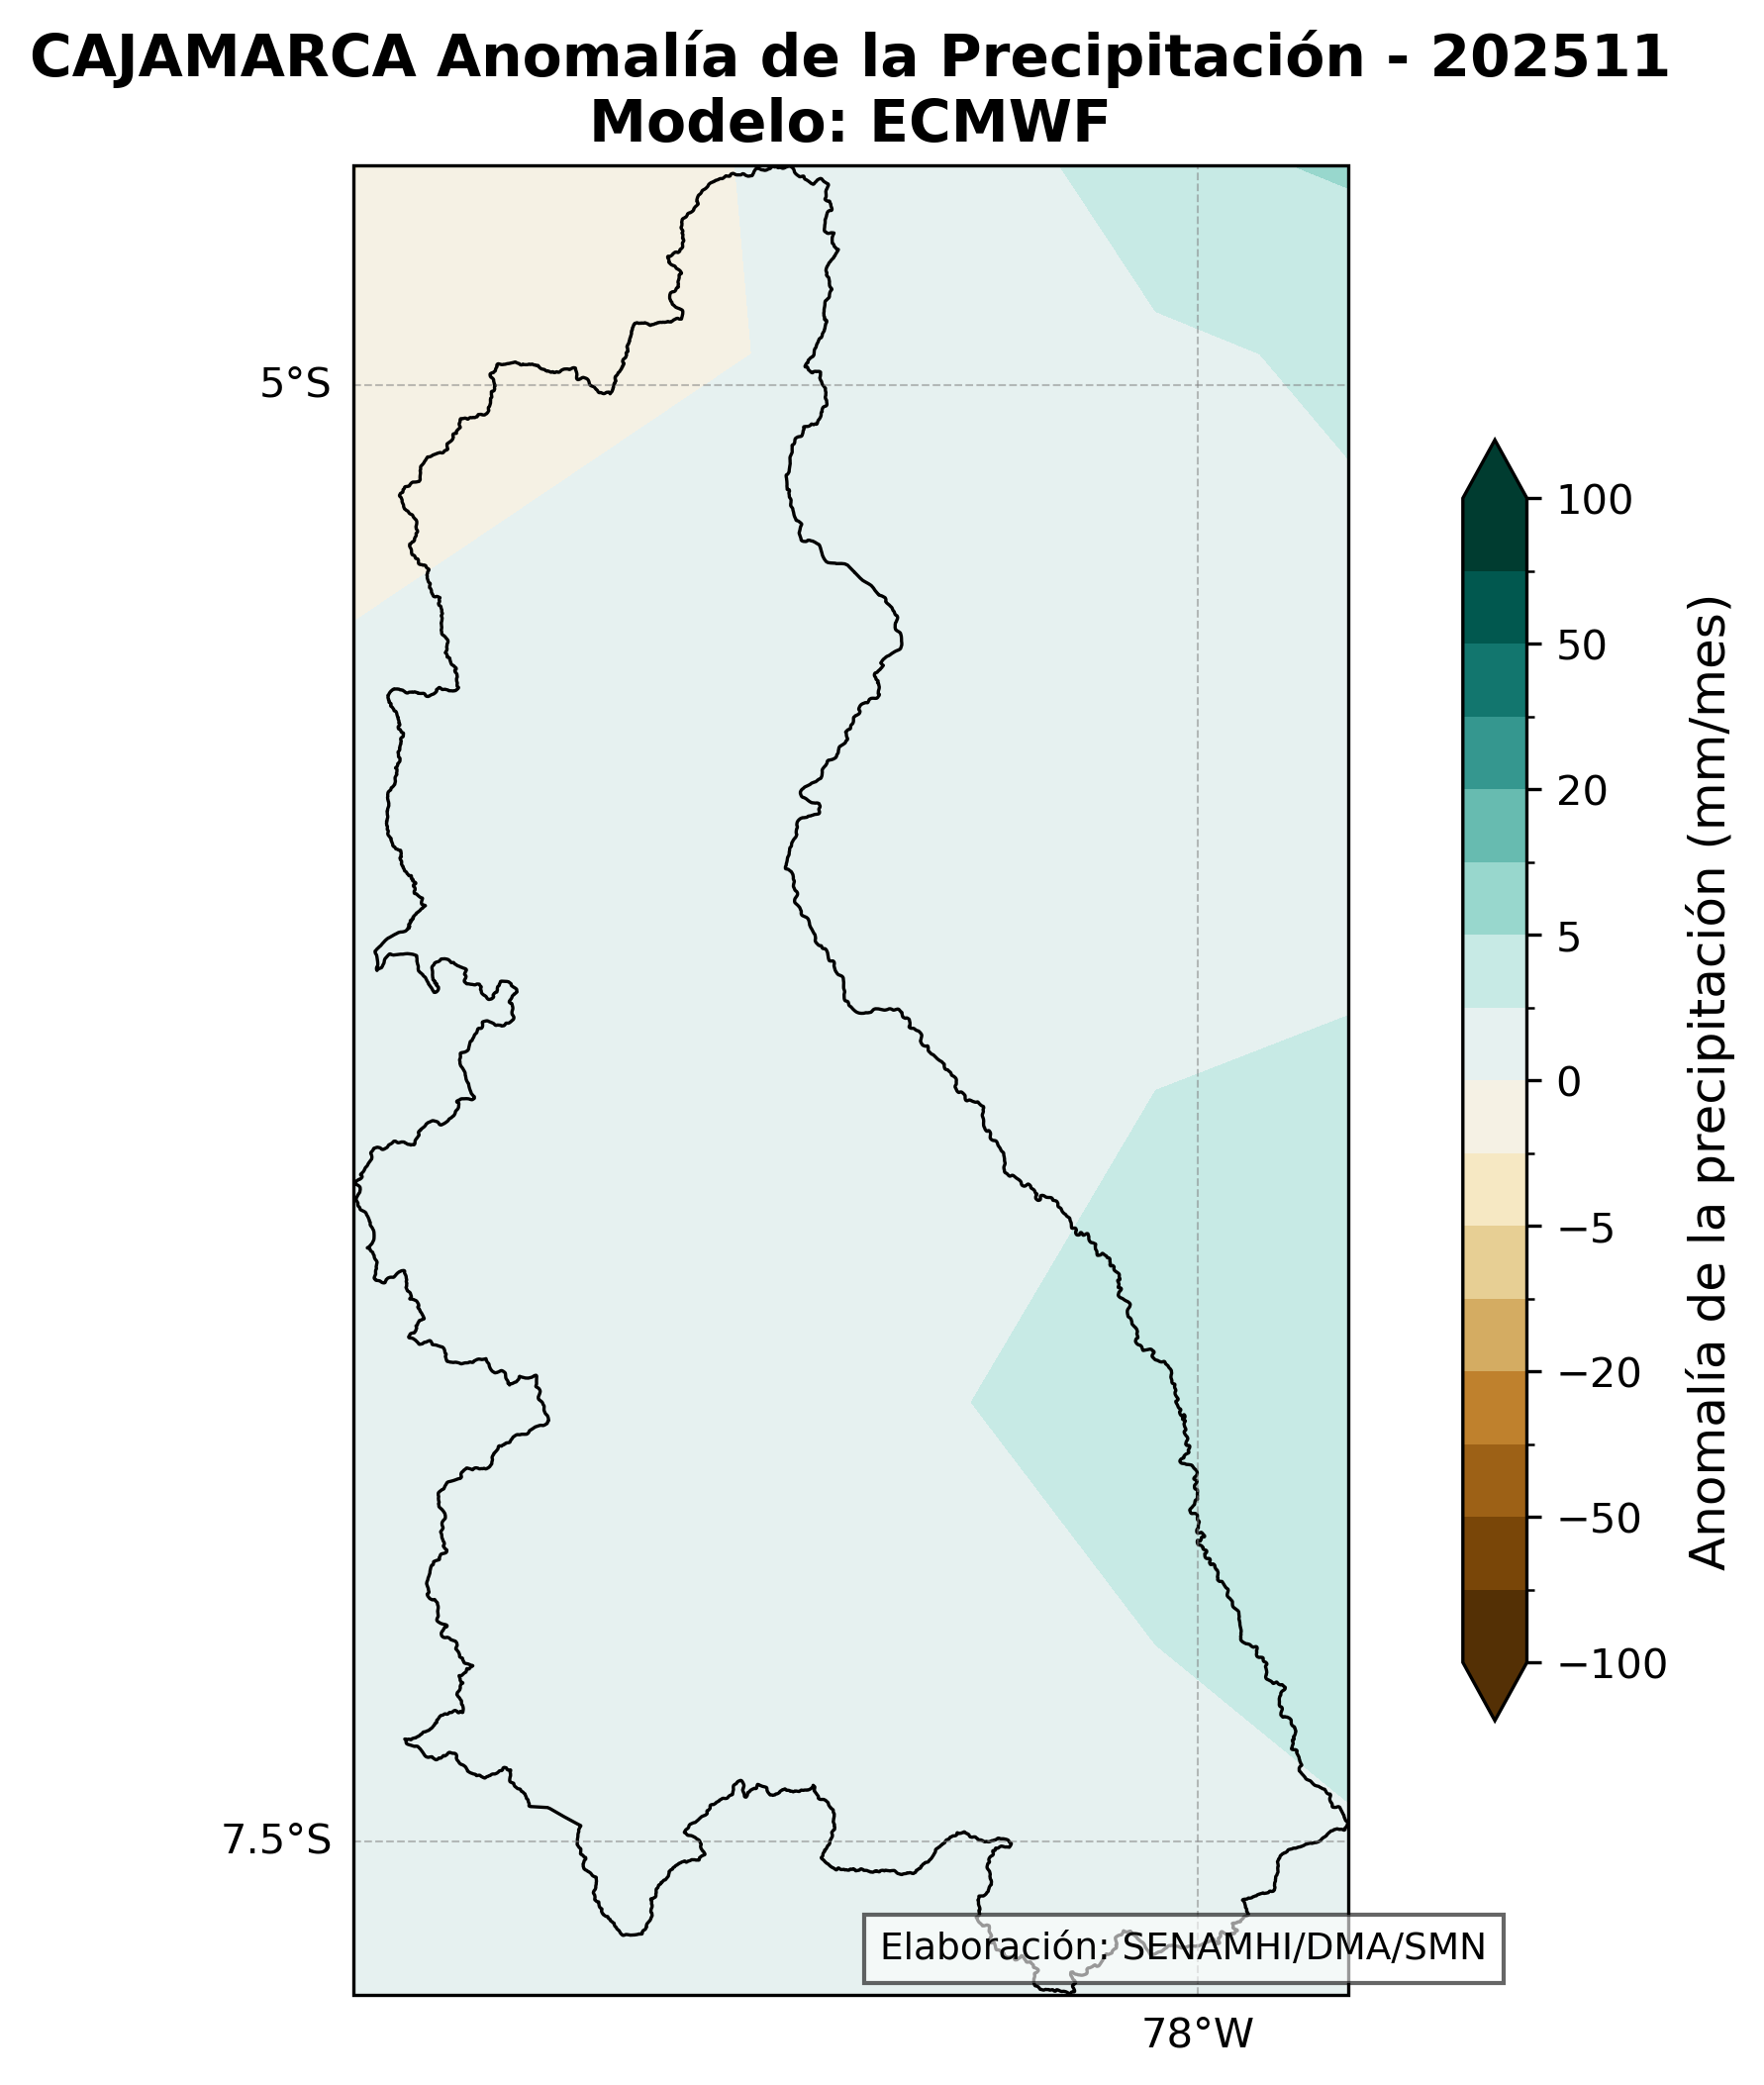 CAJAMARCA Anomalía de la Precipitación - 202511
Modelo: ECMWF
5°S
7.5°S
78°W
100
50
20
5
0
−5
−20
−50
−100
Anomalía de la precipitación (mm/mes)
Elaboración: SENAMHI/DMA/SMN